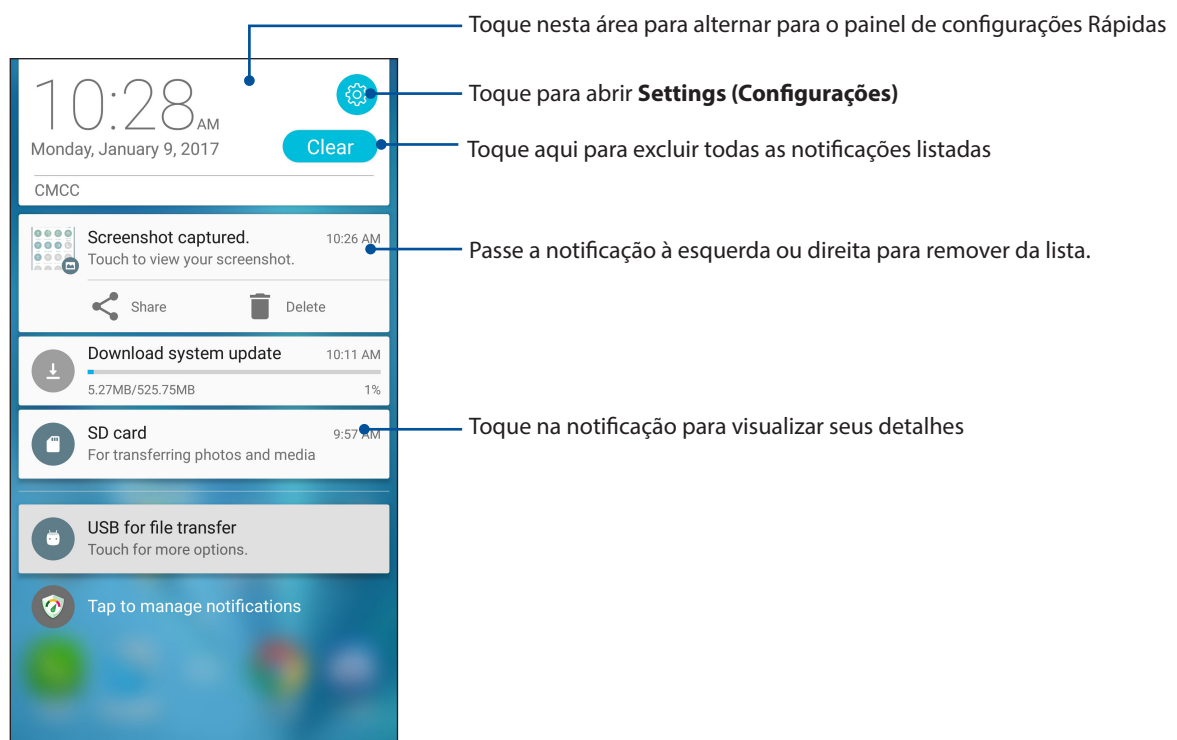 Toque nesta área para alternar para o painel de configurações Rápidas
10:28 AM
Toque para abrir Settings (Configurações)
Monday, January 9, 2017
Clear
Toque aqui para excluir todas as notificações listadas
CMCC
Screenshot captured. 10:26 AM
Passe a notificação à esquerda ou direita para remover da lista.
Touch to view your screenshot.
Share Delete
Download system update 10:11 AM
5.27MB/525.75MB 1%
SD card 9:57 AM
Toque na notificação para visualizar seus detalhes
For transferring photos and media
USB for file transfer
Touch for more options.
Tap to manage notifications